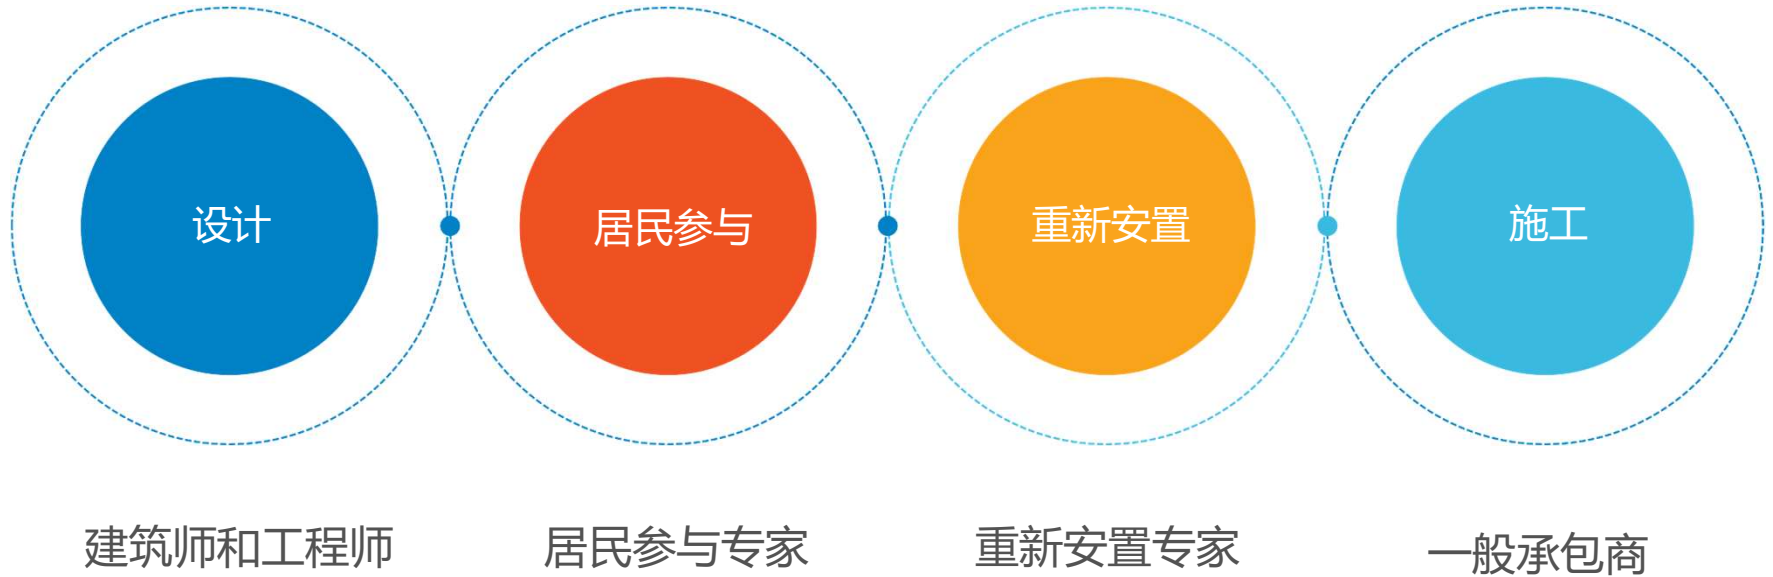 设计
居民参与
重新安置
施工
建筑师和工程师
居民参与专家
重新安置专家
一般承包商